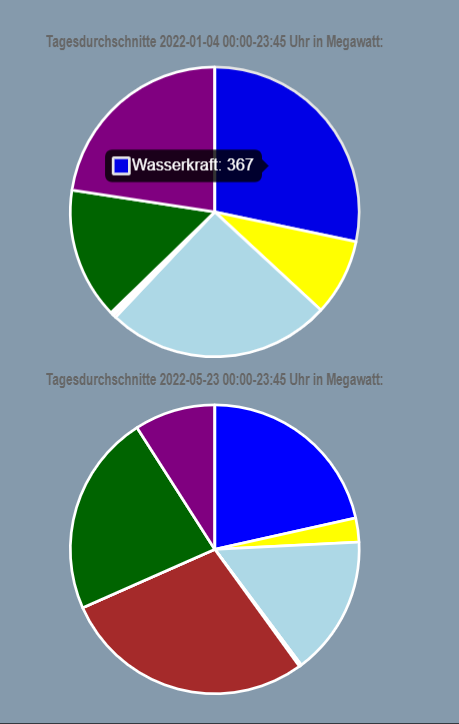 Tagesdurchschnitte 2022-01-04 00:00-23:45 Uhr in Megawatt:
Wasserkraft: 367
Tagesdurchschnitte 2022-05-23 00:00-23:45 Uhr in Megawatt: